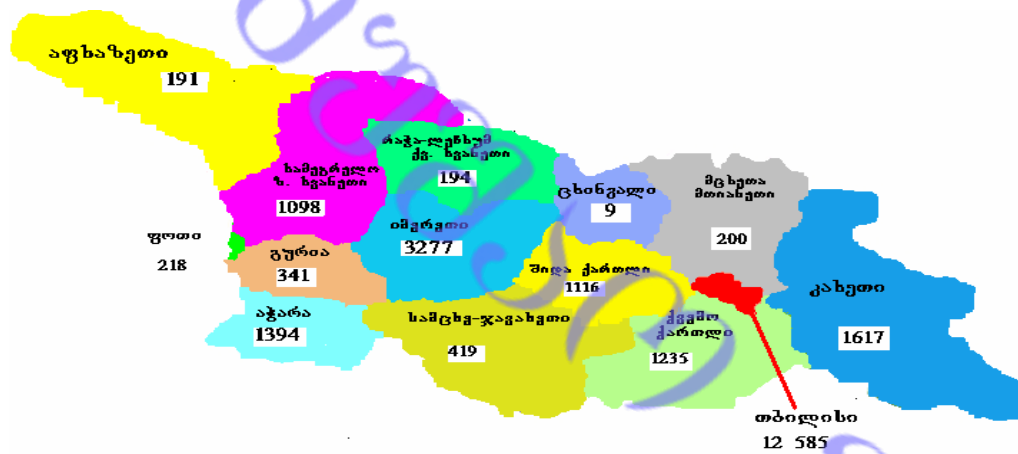 აფხაზეთი
191
სამეგრელო
ზ. სვანეთი
1098
რაჭა-ლეჩხუმ
ქვ. სვანეთი
194
ცხინვალი
9
მცხეთა
მთიანეთი
200
ფოთი
218
გურია
341
იმერეთი
3277
შიდა ქართლი
1116
კახეთი
1617
აჭარა
1394
სამცხე-ჯავახეთი
419
ქვემო
ქართლი
1235
თბილისი
12 585